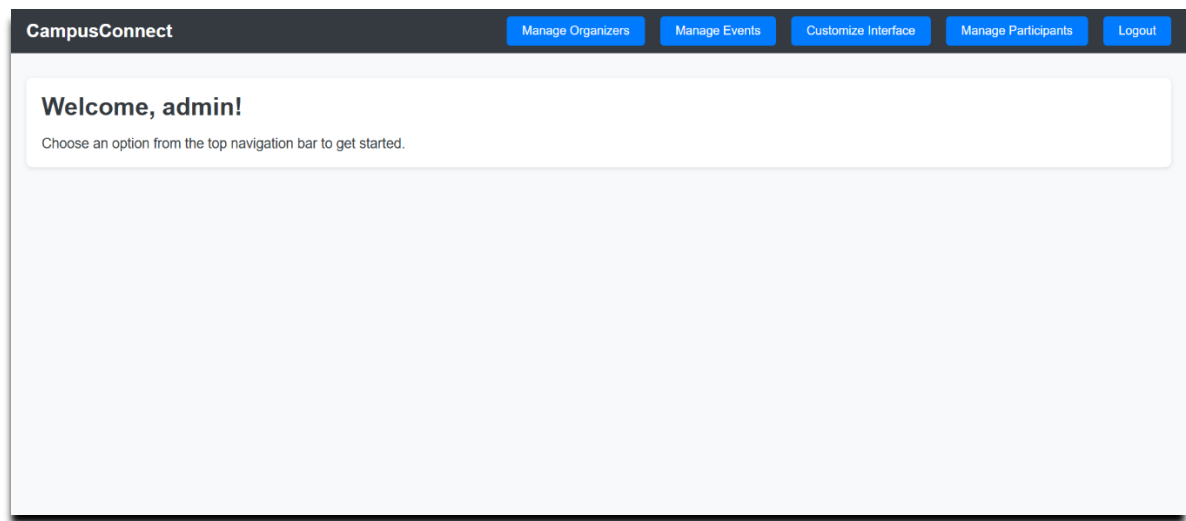 CampusConnect
Manage Organizers
Manage Events
Customize Interface
Manage Participants
Logout
Welcome, admin!
Choose an option from the top navigation bar to get started.